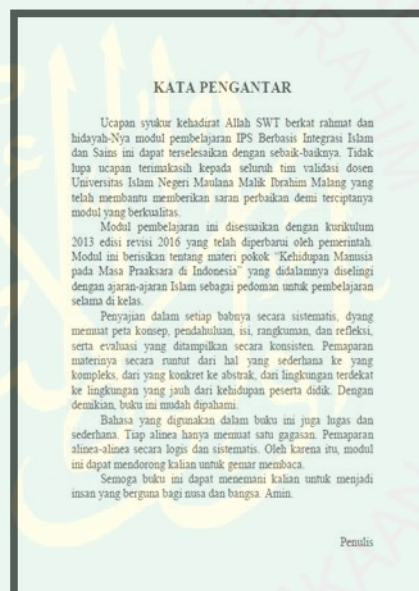 KATA PENGANTAR
Ucapan syukur kehadirat Allah SWT berkat rahmat dan
hidayah-Nya modul pembelajaran IPS Berbasis Integrasi Islam
dan Sains ini dapat terselesaikan dengan sebaik-baiknya. Tidak
lupa ucapan terimakasih kepada seluruh tim validasi dosen
Universitas Islam Negeri Maulana Malik Ibrahim Malang yang
telah membantu memberikan saran perbaikan demi terciptanya
modul yang berkualitas.
Modul pembelajaran ini disesuaikan dengan kurikulum
2013 edisi revisi 2016 yang telah diperbarui oleh pemerintah.
Modul ini berisikan tentang materi pokok "Kehidupan Manusia
pada Masa Praaksara di Indonesia" yang didalamnya diselingi
dengan ajaran-ajaran Islam sebagai pedoman untuk pembelajaran
selama di kelas.
Penyajian dalam setiap babnya secara sistematis, dyang
memuat peta konsep, pendahuluan, isi, rangkuman, dan refleksi,
serta evaluasi yang ditampilkan secara konsisten. Pemaparan
materinya secara runtut dari hal yang sederhana ke yang
kompleks, dari yang konkret ke abstrak, dari lingkungan terdekat
ke lingkungan yang jauh dari kehidupan peserta didik. Dengan
demikian, buku ini mudah dipahami.
Bahasa yang digunakan dalam buku ini juga lugas dan
sederhana. Tiap alinea hanya memuat satu gagasan. Pemaparan
alinea-alinea secara logis dan sistematis. Oleh karena itu, modul
ini dapat mendorong kalian untuk gemar membaca.
Semoga buku ini dapat menemani kalian untuk menjadi
insan yang berguna bagi nusa dan bangsa. Amin.
Penulis